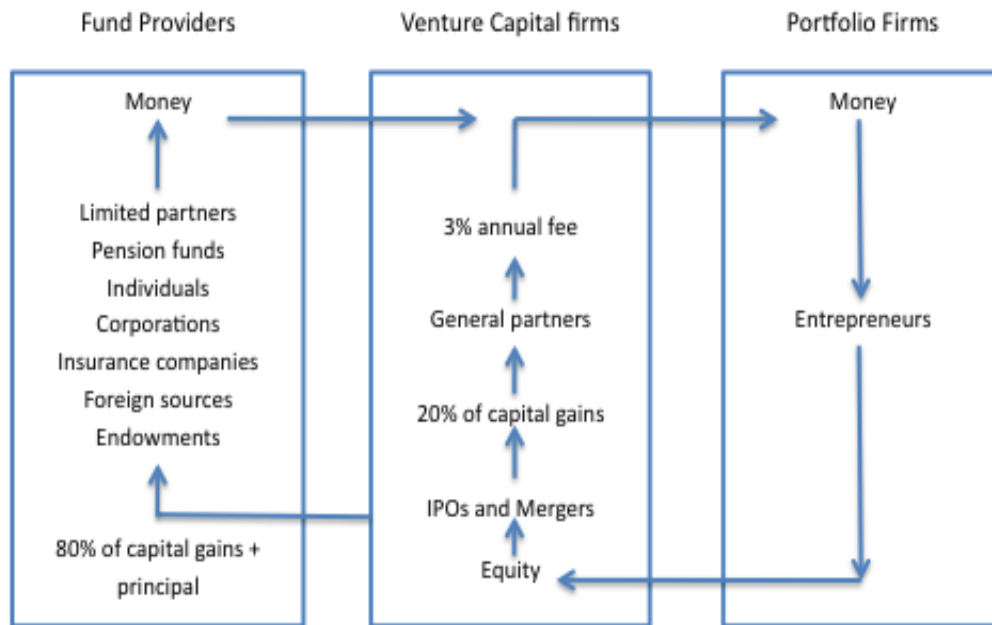 Fund Providers
Venture Capital firms
Portfolio Firms
Money
Limited partners
Pension funds
Individuals
Corporations
Insurance companies
Foreign sources
Endowments
80% of capital gains +
principal
3% annual fee
General partners
20% of capital gains
IPOs and Mergers
Equity
Money
Entrepreneurs